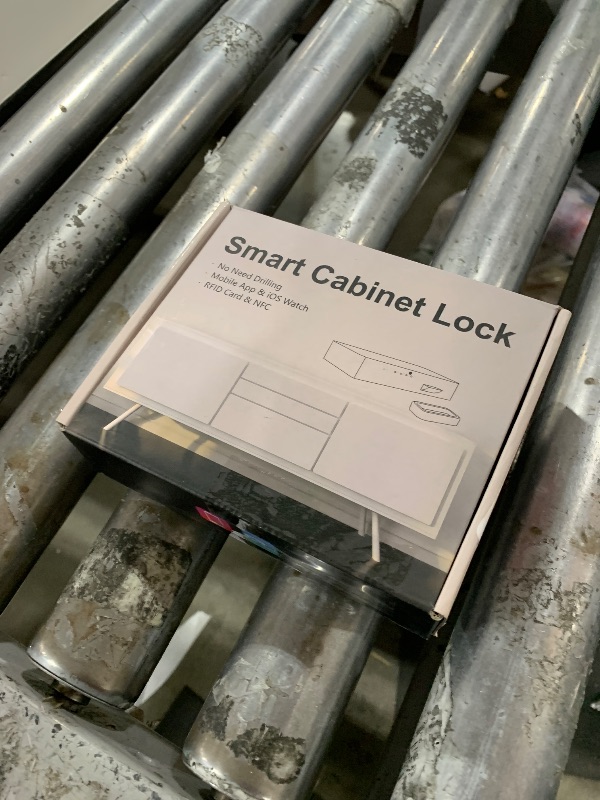 Smart Cabinet Lock
· No Need Drilling
· Mobile App & iOS Watch
· RFID Card & NFC